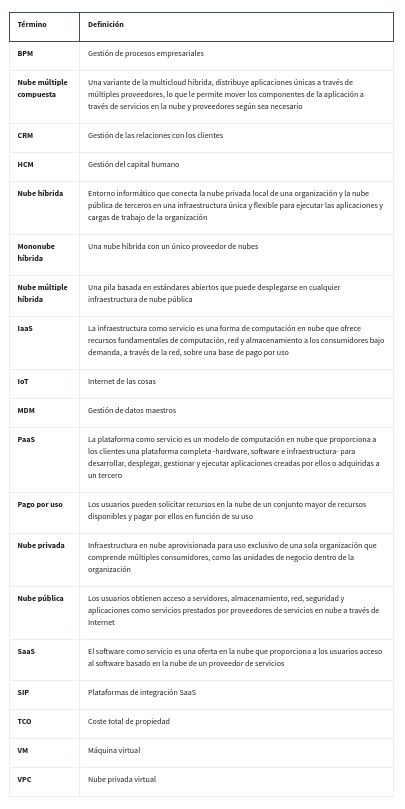 Término Definición
BPM Gestión de procesos empresariales
Nube múltiple compuesta Una variante de la multicloud híbrida, distribuye aplicaciones únicas a través de
múltiples proveedores, lo que le permite mover los componentes de la aplicación a
través de servicios en la nube y proveedores según sea necesario
CRM Gestión de las relaciones con los clientes
HCM Gestión del capital humano
Nube híbrida Entorno informático que conecta la nube privada local de una organización y la nube
pública de terceros en una infraestructura única y flexible para ejecutar las aplicaciones y
cargas de trabajo de la organización
Mononube híbrida Una nube híbrida con un único proveedor de nubes
Nube múltiple híbrida Una pila basada en estándares abiertos que puede desplegarse en cualquier
infraestructura de nube pública
IaaS La infraestructura como servicio es una forma de computación en nube que ofrece
recursos fundamentales de computación, red y almacenamiento a los consumidores bajo
demanda, a través de la red, sobre una base de pago por uso
IoT Internet de las cosas
MDM Gestión de datos maestros
PaaS La plataforma como servicio es un modelo de computación en nube que proporciona a
los clientes una plataforma completa -hardware, software e infraestructura- para
desarrollar, desplegar, gestionar y ejecutar aplicaciones creadas por ellos o adquiridas a
un tercero
Pago por uso Los usuarios pueden solicitar recursos en la nube de un conjunto mayor de recursos
disponibles y pagar por ellos en función de su uso
Nube privada Infraestructura en nube aprovisionada para uso exclusivo de una sola organización que
comprende múltiples consumidores, como las unidades de negocio dentro de la
organización
Nube pública Los usuarios obtienen acceso a servidores, almacenamiento, red, seguridad y
aplicaciones como servicios prestados por proveedores de servicios en nube a través de
Internet
SaaS El software como servicio es una oferta en la nube que proporciona a los usuarios acceso
al software basado en la nube de un proveedor de servicios
SIP Plataformas de integración SaaS
TCO Coste total de propiedad
VM Máquina virtual
VPC Nube privada virtual